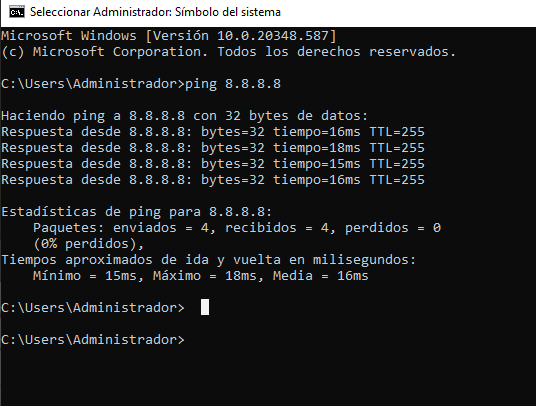 Seleccionar Administrador: Símbolo del sistema
Microsoft Windows [Versión 10.0.20348.587]
(c) Microsoft Corporation. Todos los derechos reservados.
C:\Users\Administrador>ping 8.8.8.8
Haciendo ping a 8.8.8.8 con 32 bytes de datos:
Respuesta desde 8.8.8.8: bytes=32 tiempo=16ms TTL=255
Respuesta desde 8.8.8.8: bytes=32 tiempo=18ms TTL=255
Respuesta desde 8.8.8.8: bytes=32 tiempo=15ms TTL=255
Respuesta desde 8.8.8.8: bytes=32 tiempo=16ms TTL=255
Estadísticas de ping para 8.8.8.8:
    Paquetes: enviados = 4, recibidos = 4, perdidos = 0
    (0% perdidos),
Tiempos aproximados de ida y vuelta en milisegundos:
    Mínimo = 15ms, Máximo = 18ms, Media = 16ms
C:\Users\Administrador>
C:\Users\Administrador>